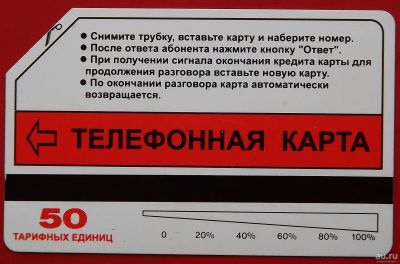 ● Снимите трубку, вставьте карту и наберите номер.
● После ответа абонента нажмите кнопку "Ответ".
● При получении сигнала окончания кредита карты для
продолжения разговора вставьте новую карту.
● По окончании разговора карта автоматически
возвращается.
ТЕЛЕФОННАЯ КАРТА
50
ТАРИФНЫХ ЕДИНИЦ
0 20% 40% 60% 80% 100%
au.ru